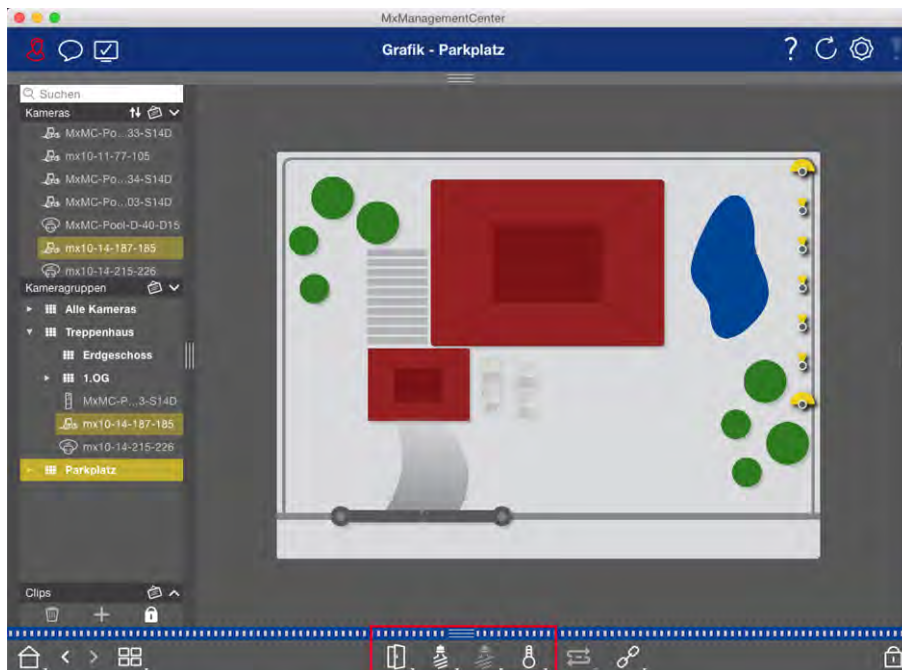 MxManagementCenter
Grafik - Parkplatz
Suchen
Kameras
MxMC-Po...33-S14D
mx10-11-77-105
MxMC-Po...34-S14D
MxMC-Po...03-S14D
MxMC-Pool-D-40-D15
mx10-14-187-185
mx10-14-215-226
Kameragruppen
Alle Kameras
Treppenhaus
Erdgeschoss
1.OG
MxMC-P...3-S14D
mx10-14-187-185
mx10-14-215-226
Parkplatz
Clips